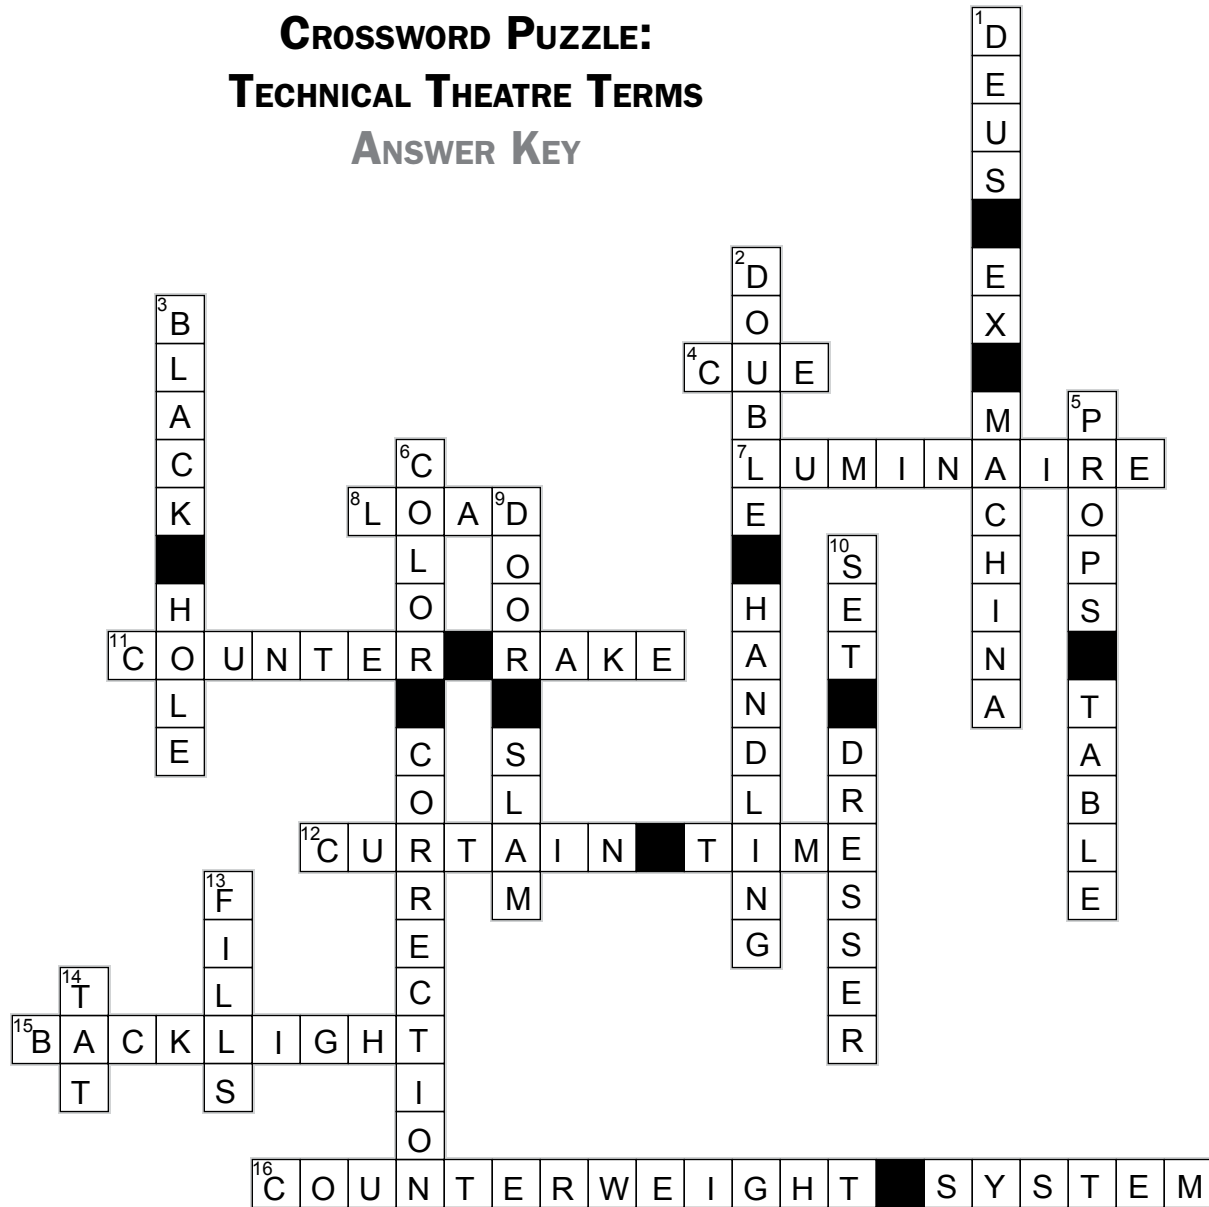 Crossword Puzzle:
Technical Theatre Terms
Answer Key
1 DEUS EX MACHINA
2 DOUBLE HANDLING
3 BLACK HOLE
4 CUE
5 PROPS TABLE
6 COLOR CORRECTION
7 LUMINAIRE
8 LOAD
9 DOOR SLAM
10 SET DRESSER
11 COUNTER RAKE
12 CURTAIN TIME
13 FILLS
14 TAT
15 BACKLIGHT
16 COUNTERWEIGHT SYSTEM